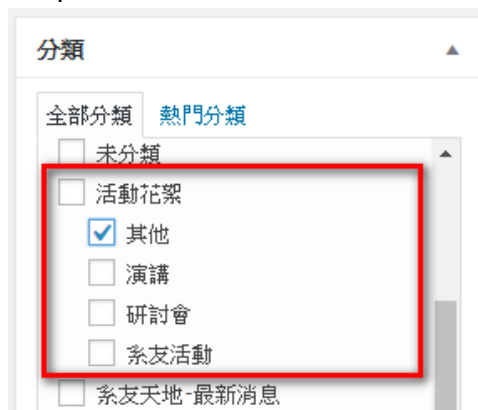 分類
全部分類 熱門分類
未分類
活動花絮
其他
演講
研討會
系友活動
系友天地-最新消息